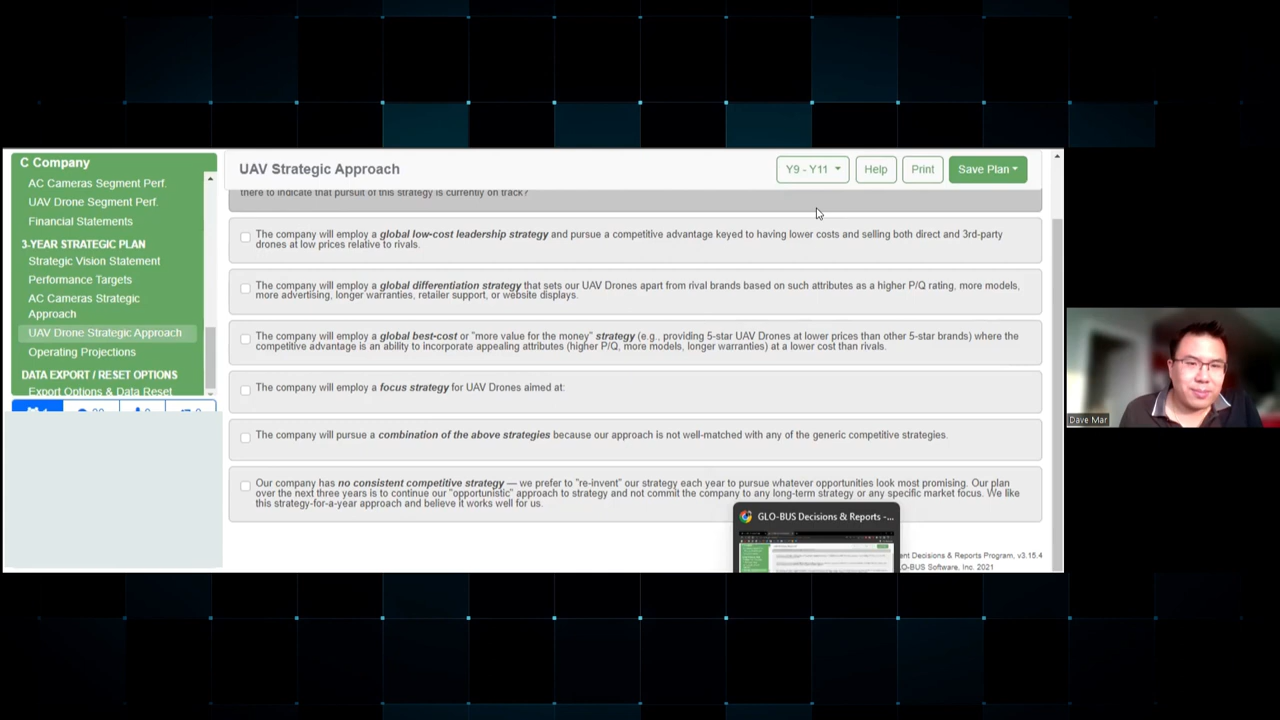 C Company
AC Cameras Segment Perf.
UAV Drone Segment Perf.
Financial Statements
3-YEAR STRATEGIC PLAN
Strategic Vision Statement
Performance Targets
AC Cameras Strategic
Approach
UAV Drone Strategic Approach
Operating Projections
DATA EXPORT / RESET OPTIONS
Export Options & Data Reset
UAV Strategic Approach
Y9 - Y11
Help
Print
Save Plan
there to indicate that pursuit of this strategy is currently on track?
The company will employ a global low-cost leadership strategy and pursue a competitive advantage keyed to having lower costs and selling both direct and 3rd-party
drones at low prices relative to rivals.
The company will employ a global differentiation strategy that sets our UAV Drones apart from rival brands based on such attributes as a higher P/Q rating, more models,
more advertising, longer warranties, retailer support, or website displays.
The company will employ a global best-cost or "more value for the money" strategy (e.g., providing 5-star UAV Drones at lower prices than other 5-star brands) where the
competitive advantage is an ability to incorporate appealing attributes (higher P/Q, more models, longer warranties) at a lower cost than rivals.
The company will employ a focus strategy for UAV Drones aimed at:
The company will pursue a combination of the above strategies because our approach is not well-matched with any of the generic competitive strategies.
Our company has no consistent competitive strategy — we prefer to "re-invent" our strategy each year to pursue whatever opportunities look most promising. Our plan
over the next three years is to continue our "opportunistic" approach to strategy and not commit the company to any long-term strategy or any specific market focus. We like
this strategy-for-a-year approach and believe it works well for us.
GLO-BUS Decisions & Reports -...
ent Decisions & Reports Program, v3.15.4
LO-BUS Software, Inc. 2021
Dave Mar